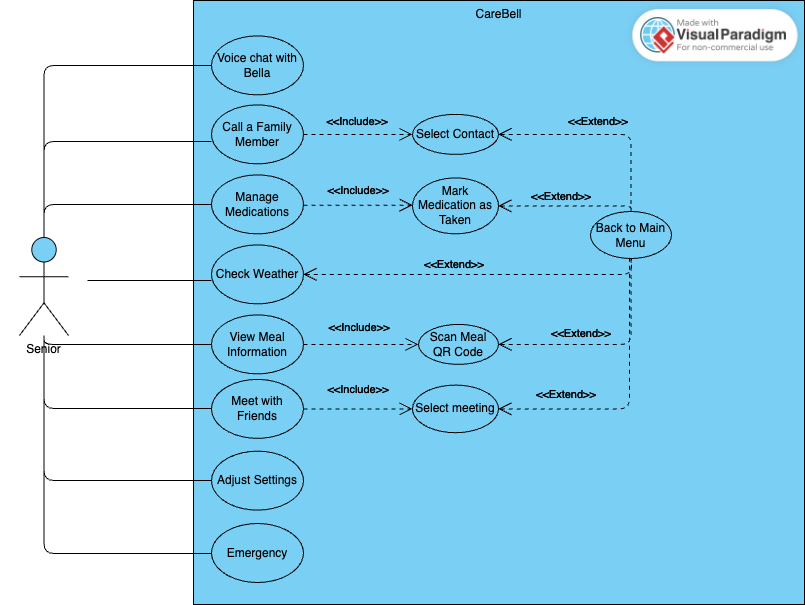 CareBell
Made with
VisualParadigm
For non-commercial use
Voice chat with
Bella
Call a Family
Member
<<Include>>
Select Contact
<<Extend>>
Manage
Medications
<<Include>>
Mark
Medication as
Taken
<<Extend>>
Back to Main
Menu
Check Weather
<<Extend>>
Senior
View Meal
Information
<<Include>>
Scan Meal
QR Code
<<Extend>>
Meet with
Friends
<<Include>>
Select meeting
<<Extend>>
Adjust Settings
Emergency